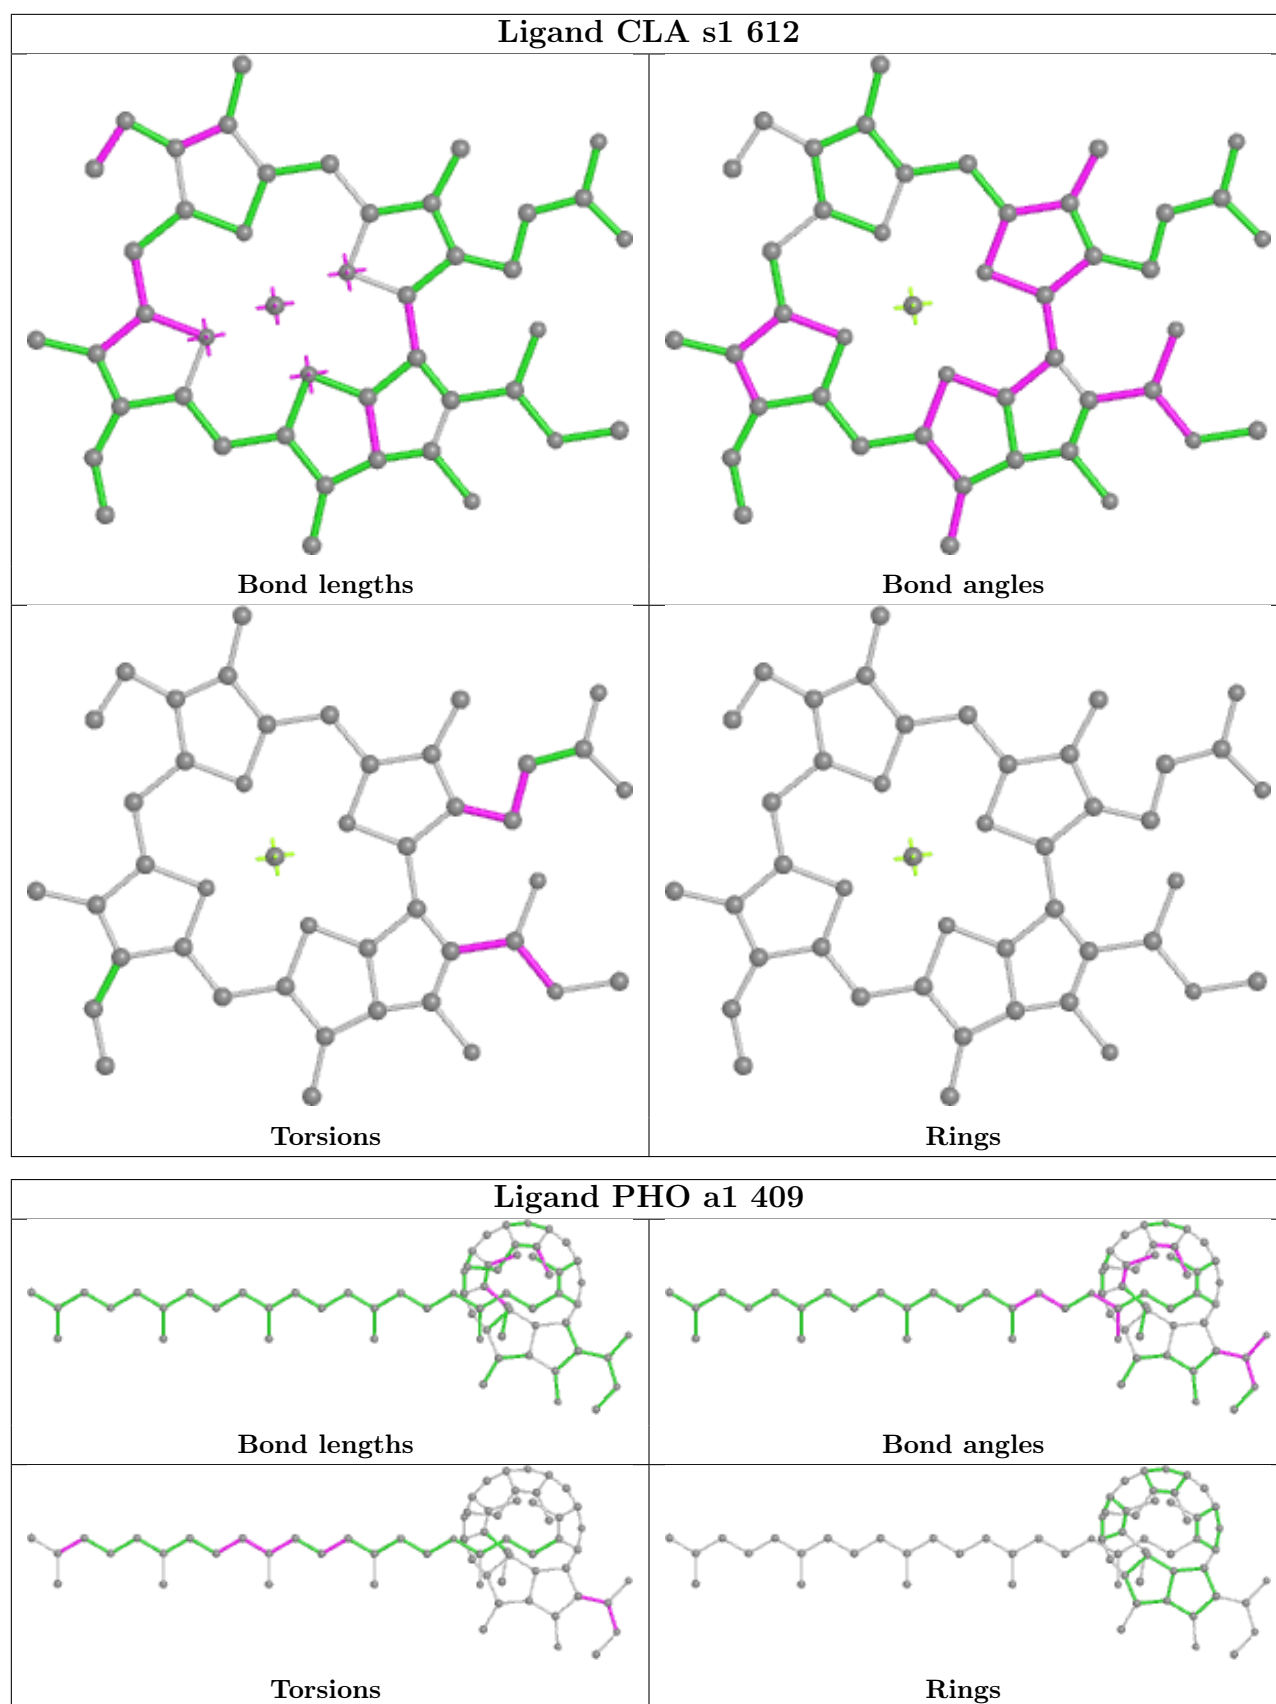 Ligand CLA s1 612
Bond lengths
Bond angles
Torsions
Rings
Ligand PHO a1 409
Bond lengths
Bond angles
Torsions
Rings